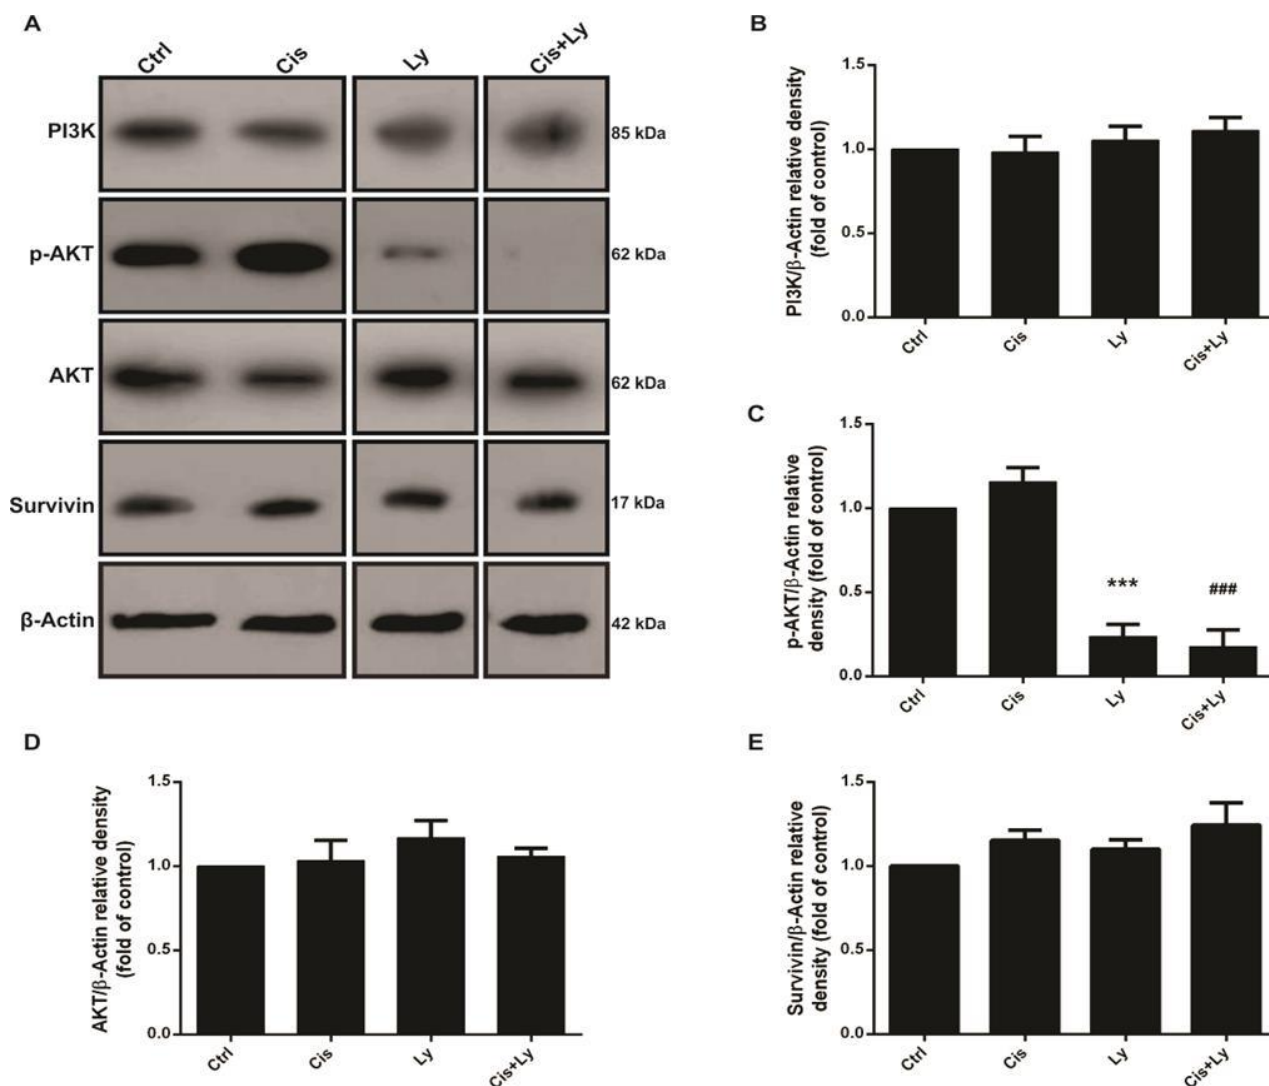 A
Ctrl
Cis
Ly
Cis+Ly
PI3K
85 kDa
p-AKT
62 kDa
AKT
62 kDa
Survivin
17 kDa
β-Actin
42 kDa
B
PI3K/β-Actin relative density
(fold of control)
1.5
1.0
0.5
0.0
Ctrl
Cis
Ly
Cis+Ly
C
p-AKT/β-Actin relative
density (fold of control)
1.5
1.0
0.5
0.0
***
###
Ctrl
Cis
Ly
Cis+Ly
D
AKT/β-Actin relative density
(fold of control)
1.5
1.0
0.5
0.0
Ctrl
Cis
Ly
Cis+Ly
E
Survivin/β-Actin relative
density (fold of control)
1.5
1.0
0.5
0.0
Ctrl
Cis
Ly
Cis+Ly